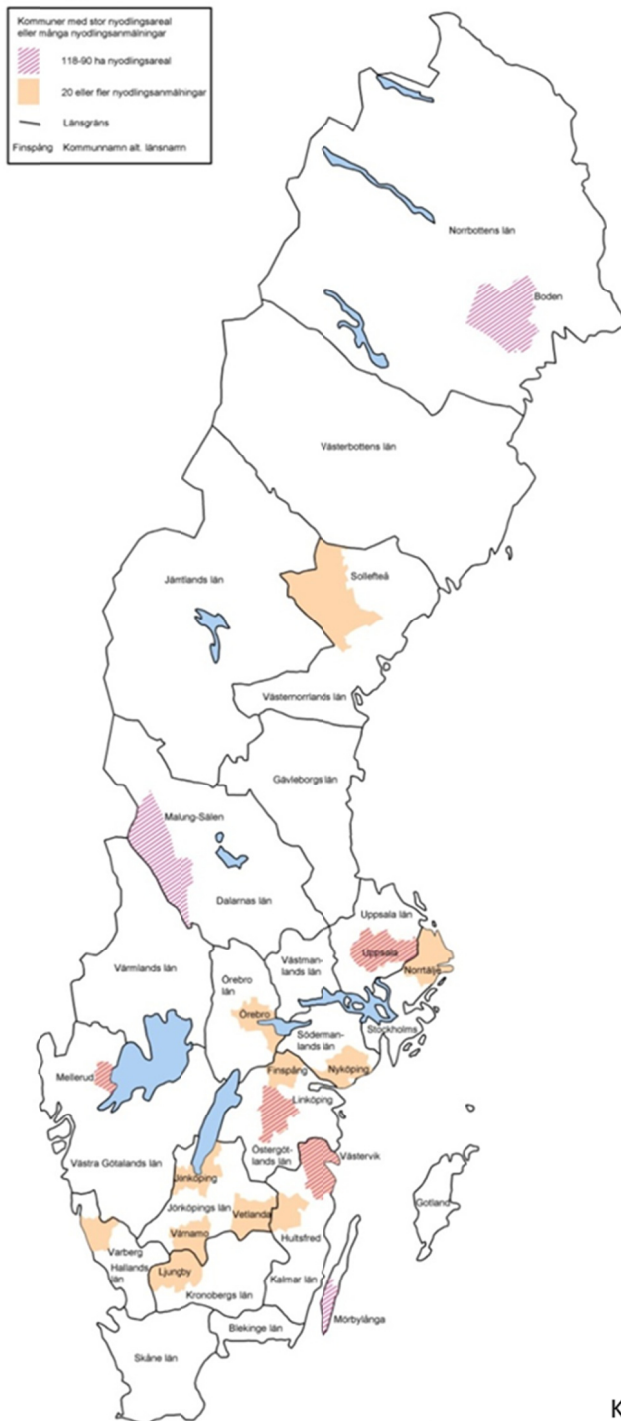 Kommuner med stor nyodlingsareal
eller många nyodlingsanmälningar
118-90 ha nyodlingsareal
20 eller fler nyodlingsanmälningar
Länsgräns
Finspång Kommunnamn alt. länsnamn
Norrbottens län
Boden
Västerbottens län
Jämtlands län
Sollefteå
Västernorrlands län
Gävleborgs län
Malung-Sälen
Dalarnas län
Uppsala län
Uppsala
Norrtälje
Värmlands län
Västman-
lands län
Örebro
län
Örebro
Stockholms
Söderman-
lands län
Nyköping
Finspång
Mellerud
Linköping
Östergöt-
lands län
Västervik
Västra Götalands län
Jönköping
Gotland
Jörköpings län
Vetlanda
Värnamo
Hultsfred
Varberg
Hallands
län
Ljungby
Kalmar län
Kronobergs län
Mörbylånga
Blekinge län
Skåne län
K